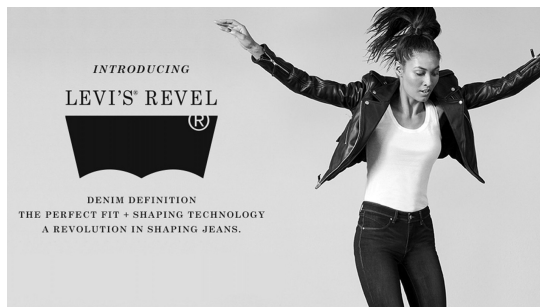 INTRODUCING
LEVI'S® REVEL
®
DENIM DEFINITION
THE PERFECT FIT + SHAPING TECHNOLOGY
A REVOLUTION IN SHAPING JEANS.